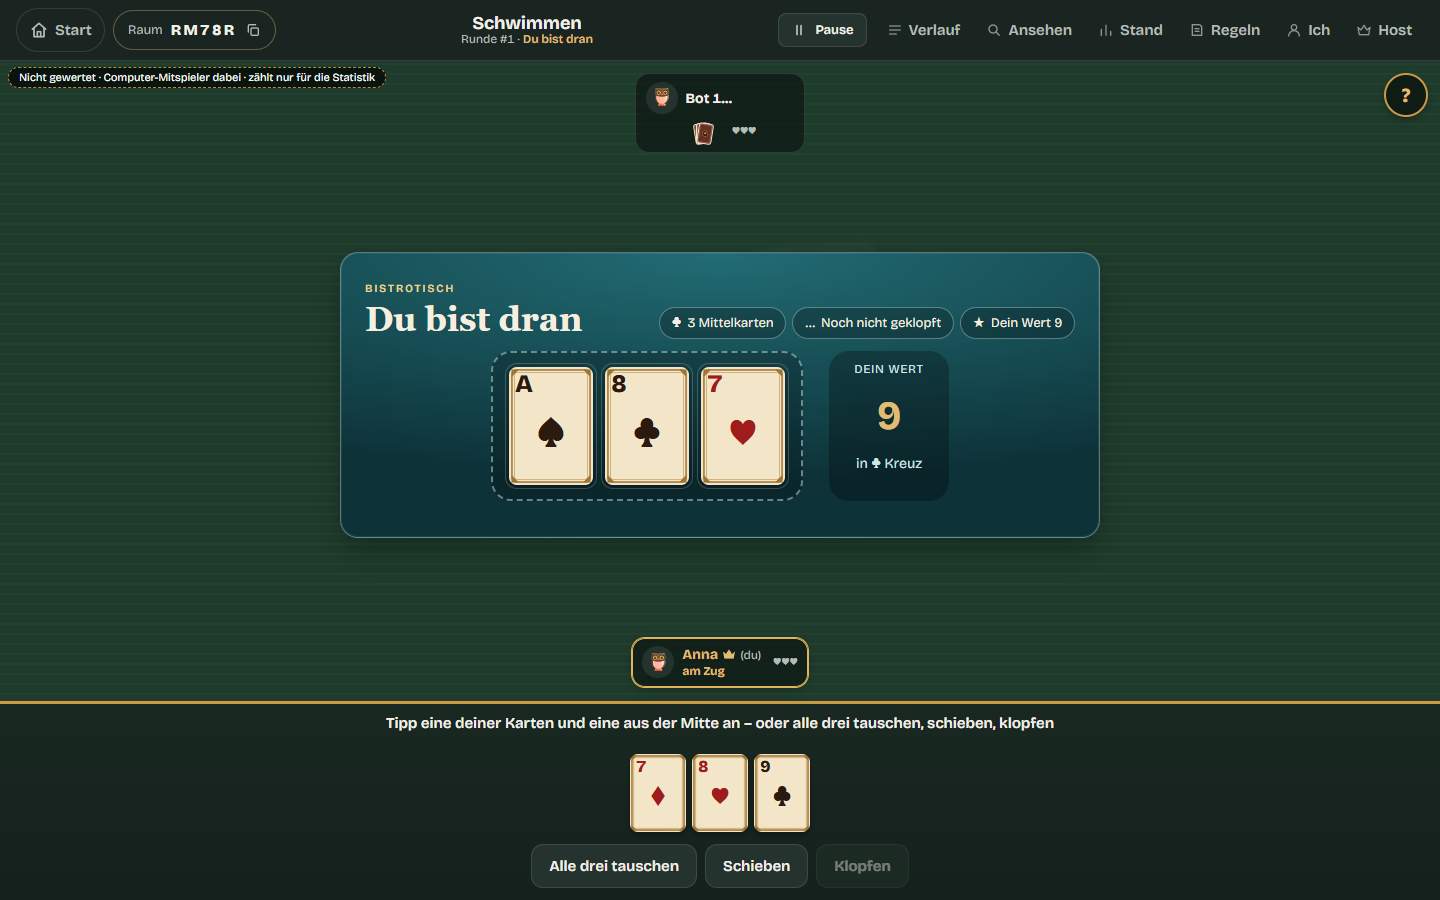 Start
Raum RM78R
Schwimmen
Runde #1 · Du bist dran
Pause
Verlauf
Ansehen
Stand
Regeln
Ich
Host
Nicht gewertet · Computer-Mitspieler dabei · zählt nur für die Statistik
Bot 1...
?
BISTROTISCH
Du bist dran
♣ 3 Mittelkarten
... Noch nicht geklopft
★ Dein Wert 9
A
8
7
DEIN WERT
9
in ♣ Kreuz
Anna (du)
am Zug
Tipp eine deiner Karten und eine aus der Mitte an – oder alle drei tauschen, schieben, klopfen
7
8
9
Alle drei tauschen
Schieben
Klopfen